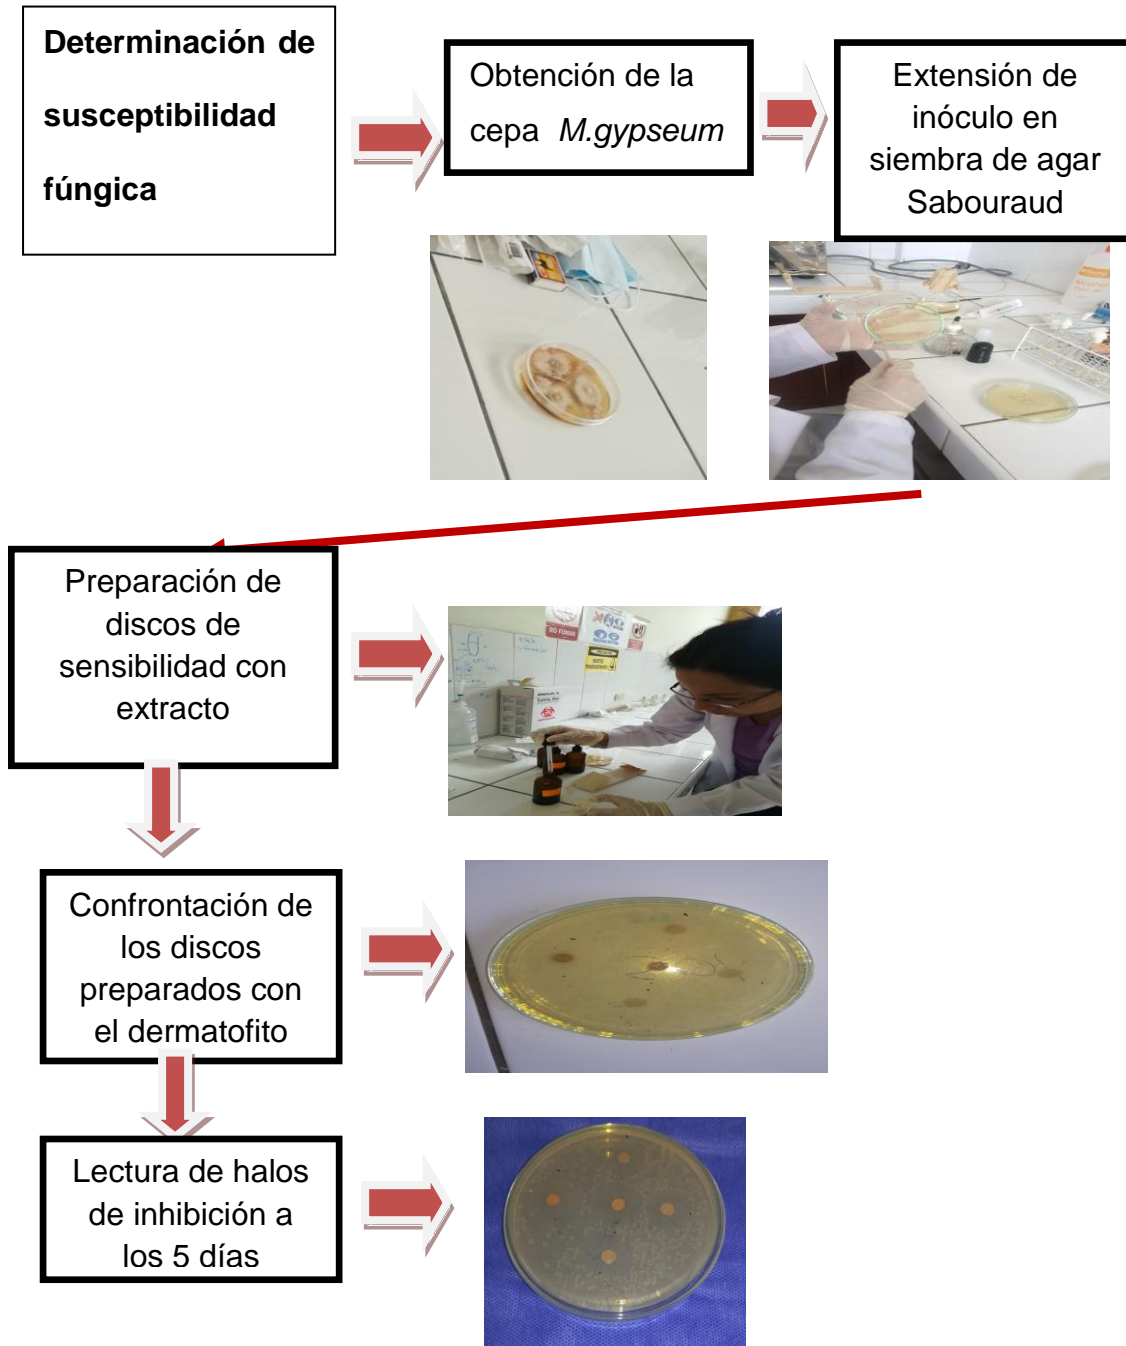 Determinación de
susceptibilidad
fúngica
Obtención de la
cepa M.gypseum
Extensión de
inóculo en
siembra de agar
Sabouraud
Preparación de
discos de
sensibilidad con
extracto
NO FUMAR
Confrontación de
los discos
preparados con
el dermatofito
Lectura de halos
de inhibición a
los 5 días